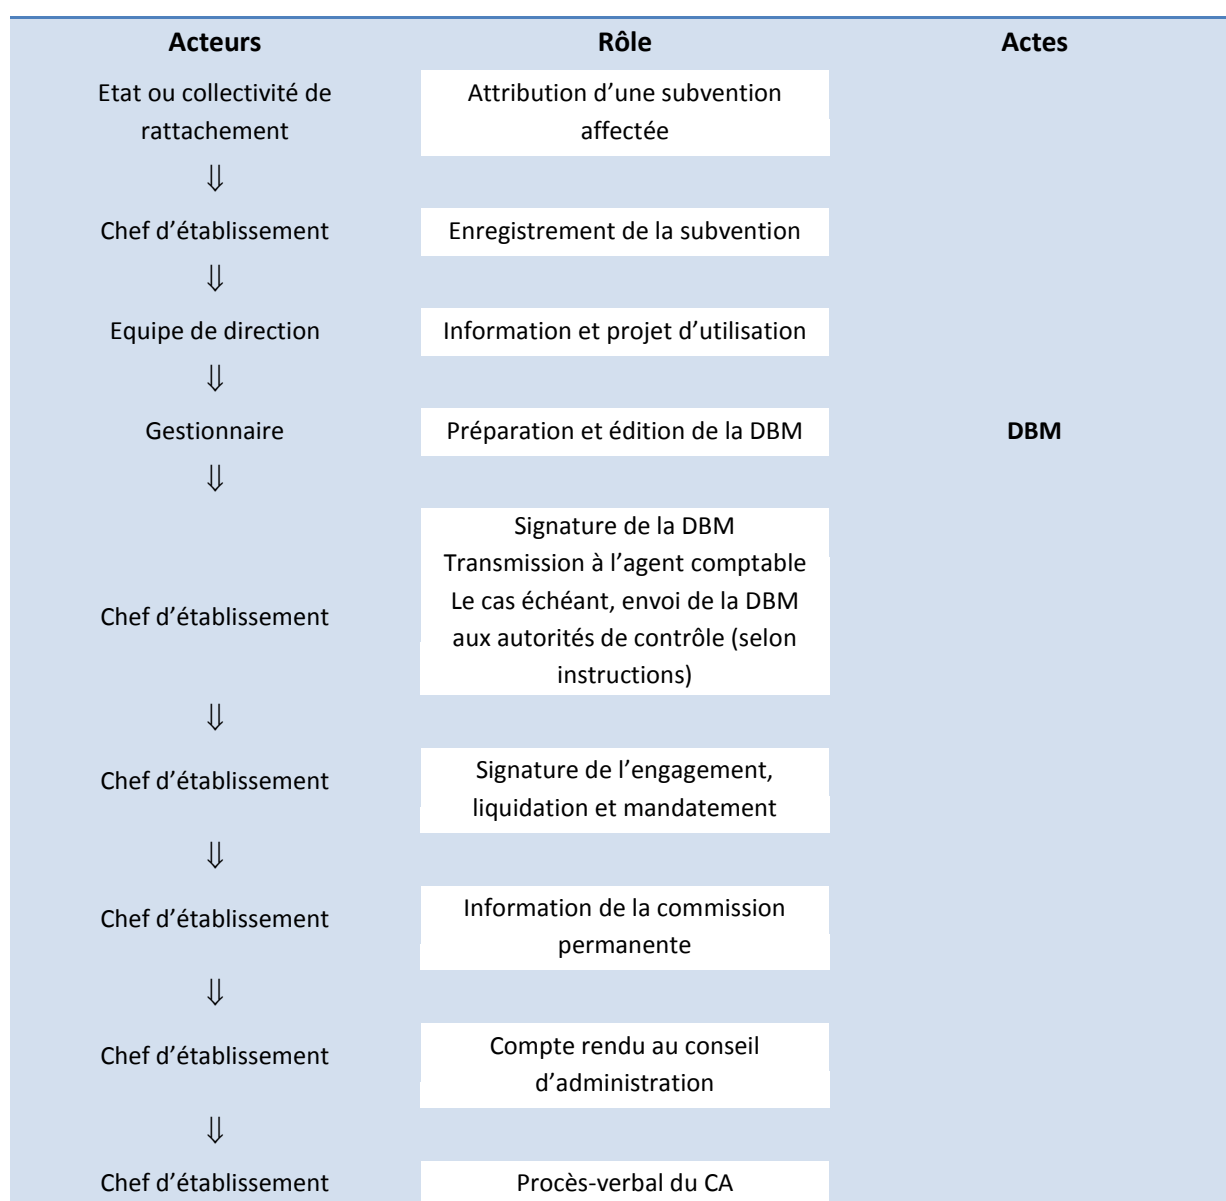 Acteurs Rôle Actes
Etat ou collectivité de
rattachement
Attribution d’une subvention
affectée
⇓
Chef d’établissement Enregistrement de la subvention
⇓
Equipe de direction Information et projet d’utilisation
⇓
Gestionnaire Préparation et édition de la DBM DBM
⇓
Chef d’établissement
Signature de la DBM
Transmission à l’agent comptable
Le cas échéant, envoi de la DBM
aux autorités de contrôle (selon
instructions)
⇓
Chef d’établissement
Signature de l’engagement,
liquidation et mandatement
⇓
Chef d’établissement
Information de la commission
permanente
⇓
Chef d’établissement
Compte rendu au conseil
d’administration
⇓
Chef d’établissement Procès-verbal du CA